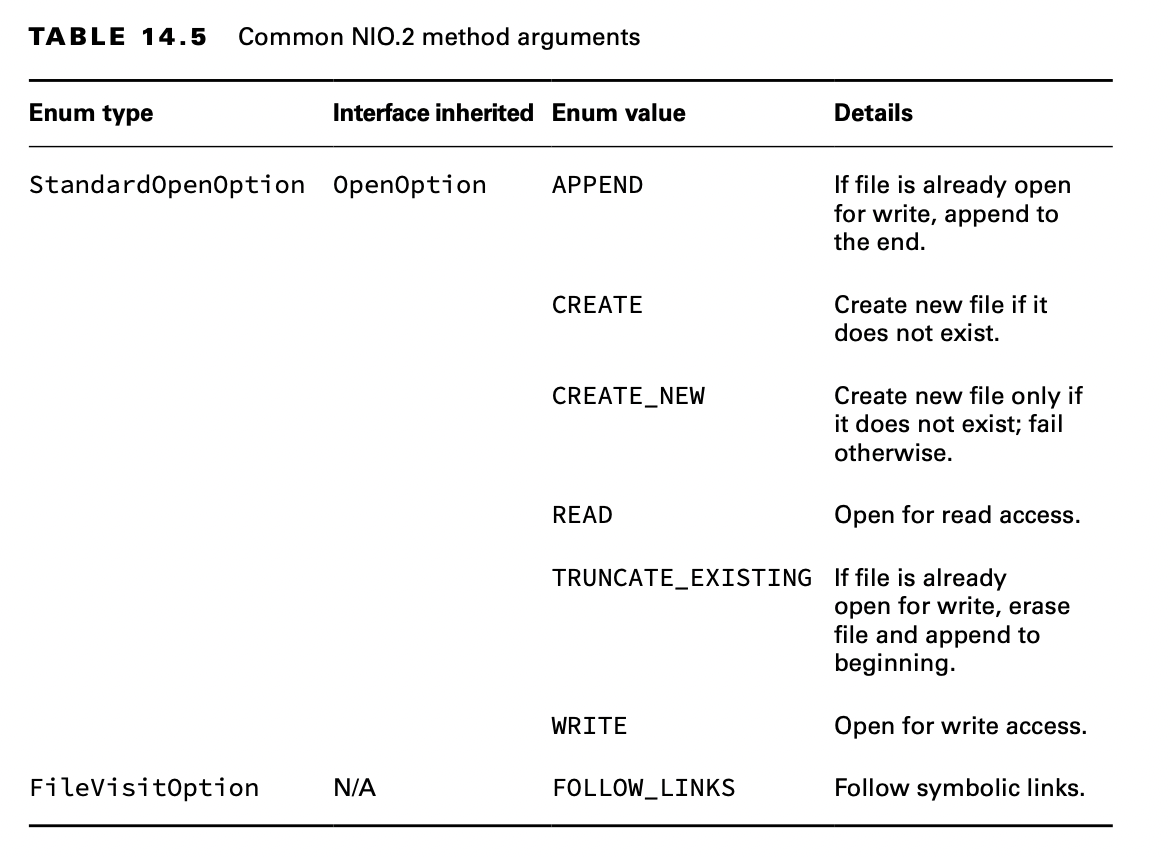 TABLE 14.5 Common NIO.2 method arguments
Enum type Interface inherited Enum value Details
StandardOpenOption OpenOption APPEND If file is already open
for write, append to
the end.
CREATE Create new file if it
does not exist.
CREATE_NEW Create new file only if
it does not exist; fail
otherwise.
READ Open for read access.
TRUNCATE_EXISTING If file is already
open for write, erase
file and append to
beginning.
WRITE Open for write access.
FileVisitOption N/A FOLLOW_LINKS Follow symbolic links.